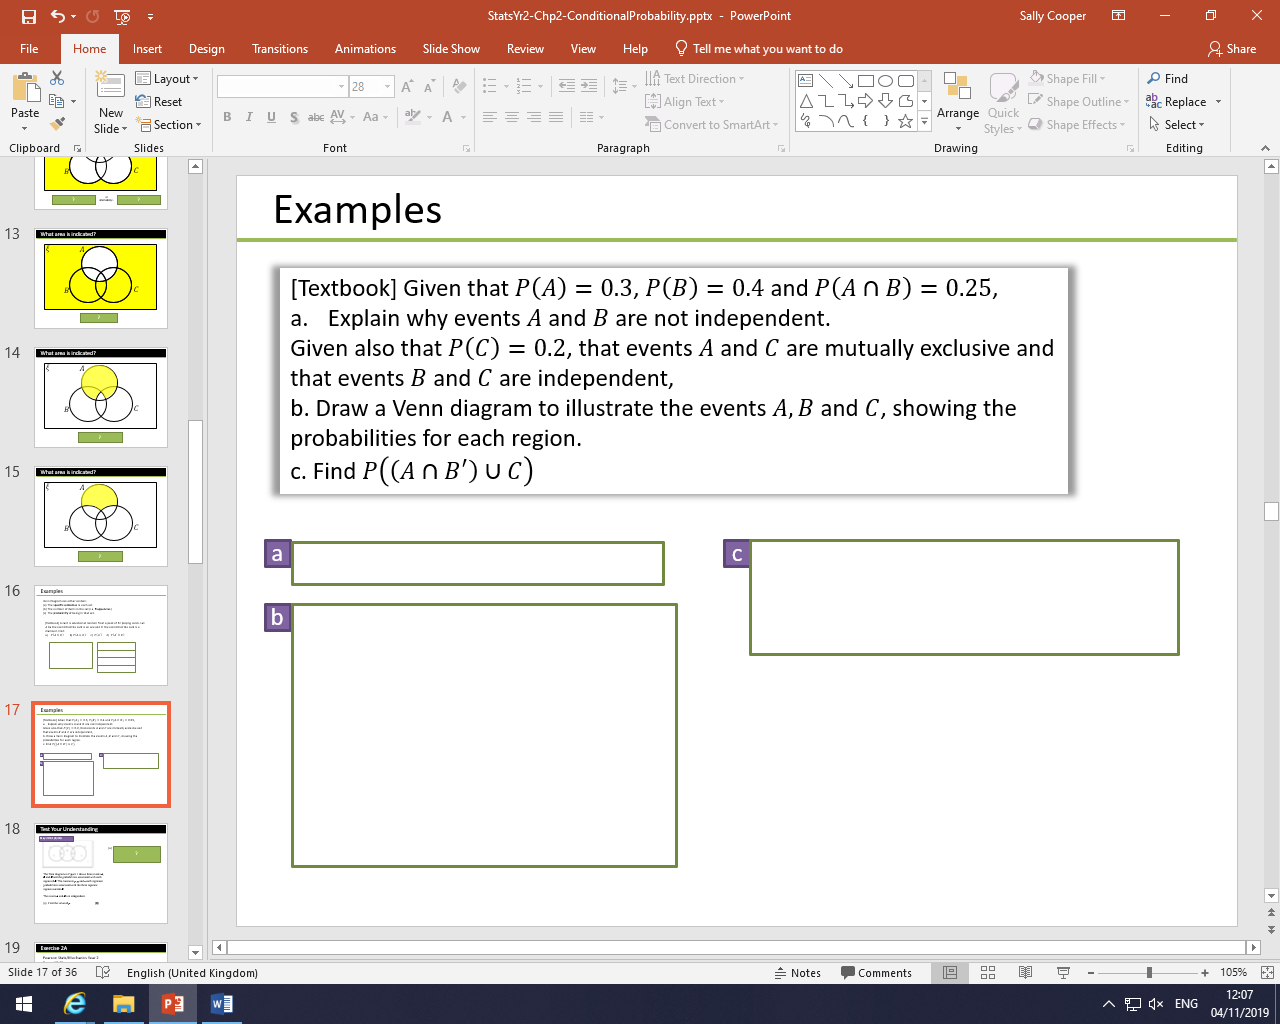 StatsYr2-Chp2-ConditionalProbability.pptx - PowerPoint
Sally Cooper
File Home Insert Design Transitions Animations Slide Show Review View Help Tell me what you want to do Share
Paste
Clipboard
New Slide
Layout
Reset
Section
Slides
28
B I U S abc AV Aa A
Font
Text Direction
Align Text
Convert to SmartArt
Paragraph
Arrange
Quick Styles
Shape Fill
Shape Outline
Shape Effects
Drawing
Find
Replace
Select
Editing
B C
13
What area is indicated?
ξ A
B C
14
What area is indicated?
ξ A
B C
15
What area is indicated?
ξ A
B C
16
Examples
17
Examples
18
Test Your Understanding
19
Exercise 2A
Examples
[Textbook] Given that P(A) = 0.3, P(B) = 0.4 and P(A ∩ B) = 0.25,
a. Explain why events A and B are not independent.
Given also that P(C) = 0.2, that events A and C are mutually exclusive and
that events B and C are independent,
b. Draw a Venn diagram to illustrate the events A, B and C, showing the
probabilities for each region.
c. Find P((A ∩ B′) ∪ C)
a
b
c
Slide 17 of 36
English (United Kingdom)
Notes
Comments
105%
ENG
12:07
04/11/2019